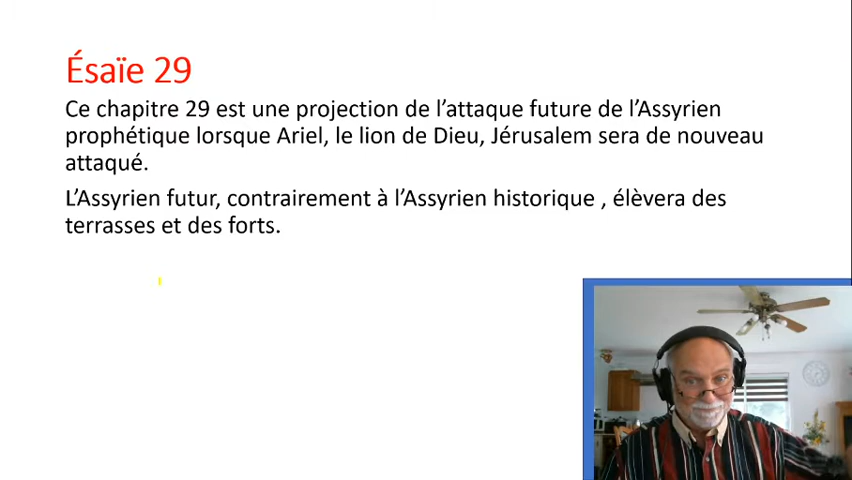 Ésaïe 29
Ce chapitre 29 est une projection de l’attaque future de l’Assyrien
prophétique lorsque Ariel, le lion de Dieu, Jérusalem sera de nouveau
attaqué.
L’Assyrien futur, contrairement à l’Assyrien historique , élèvera des
terrasses et des forts.